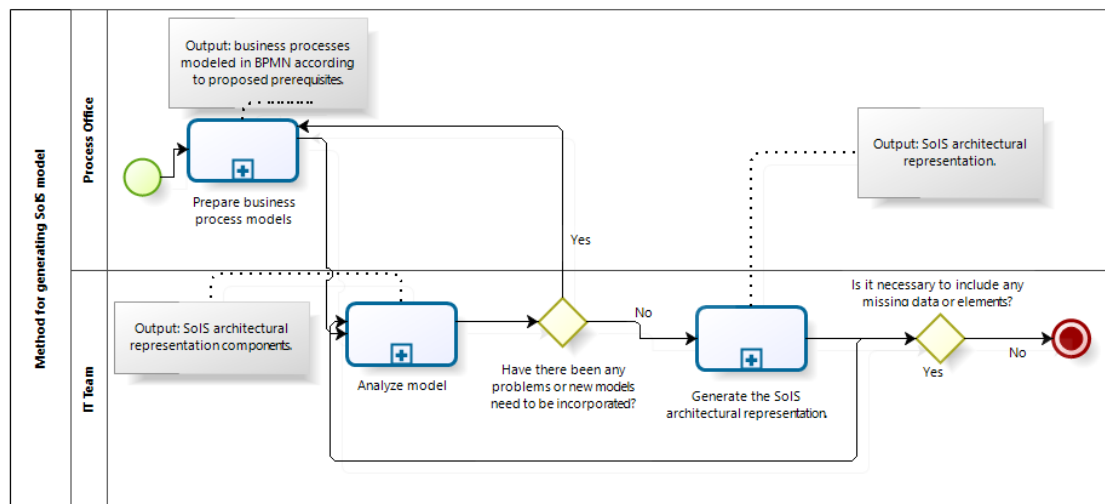 Method for generating SoIS model
Process Office
Output: business processes
modeled in BPMN according
to proposed prerequisites.
Prepare business
process models
Output: SoIS architectural
representation.
Yes
IT Team
Output: SoIS architectural
representation components.
Analyze model
Have there been any
problems or new models
need to be incorporated?
No
Generate the SoIS
architectural representation.
Is it necessary to include any
missing data or elements?
Yes
No